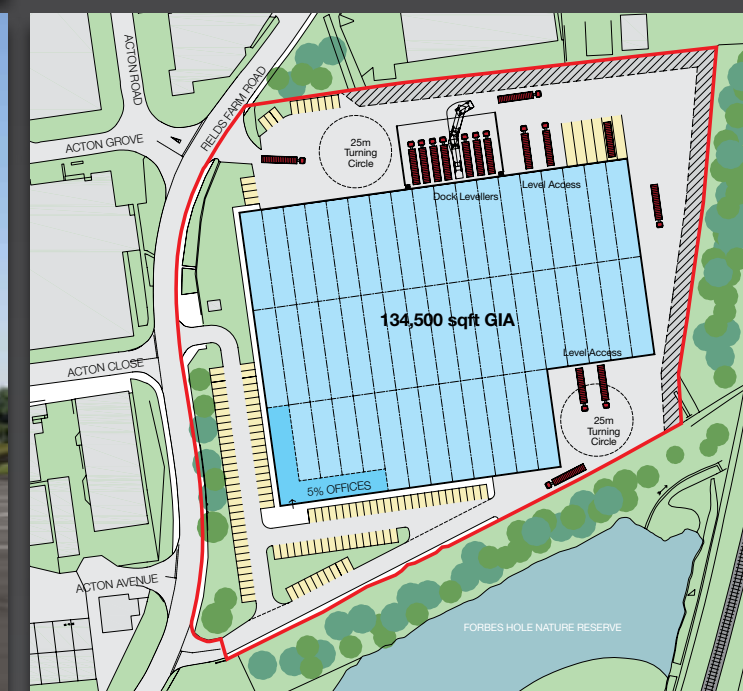 ACTON ROAD
RELDS FARM ROAD
ACTON GROVE
25m
Turning
Circle
Dock Levellers
Level Access
134,500 sqft GIA
Level Access
ACTON CLOSE
25m
Turning
Circle
5% OFFICES
ACTON AVENUE
FORBES HOLE NATURE RESERVE